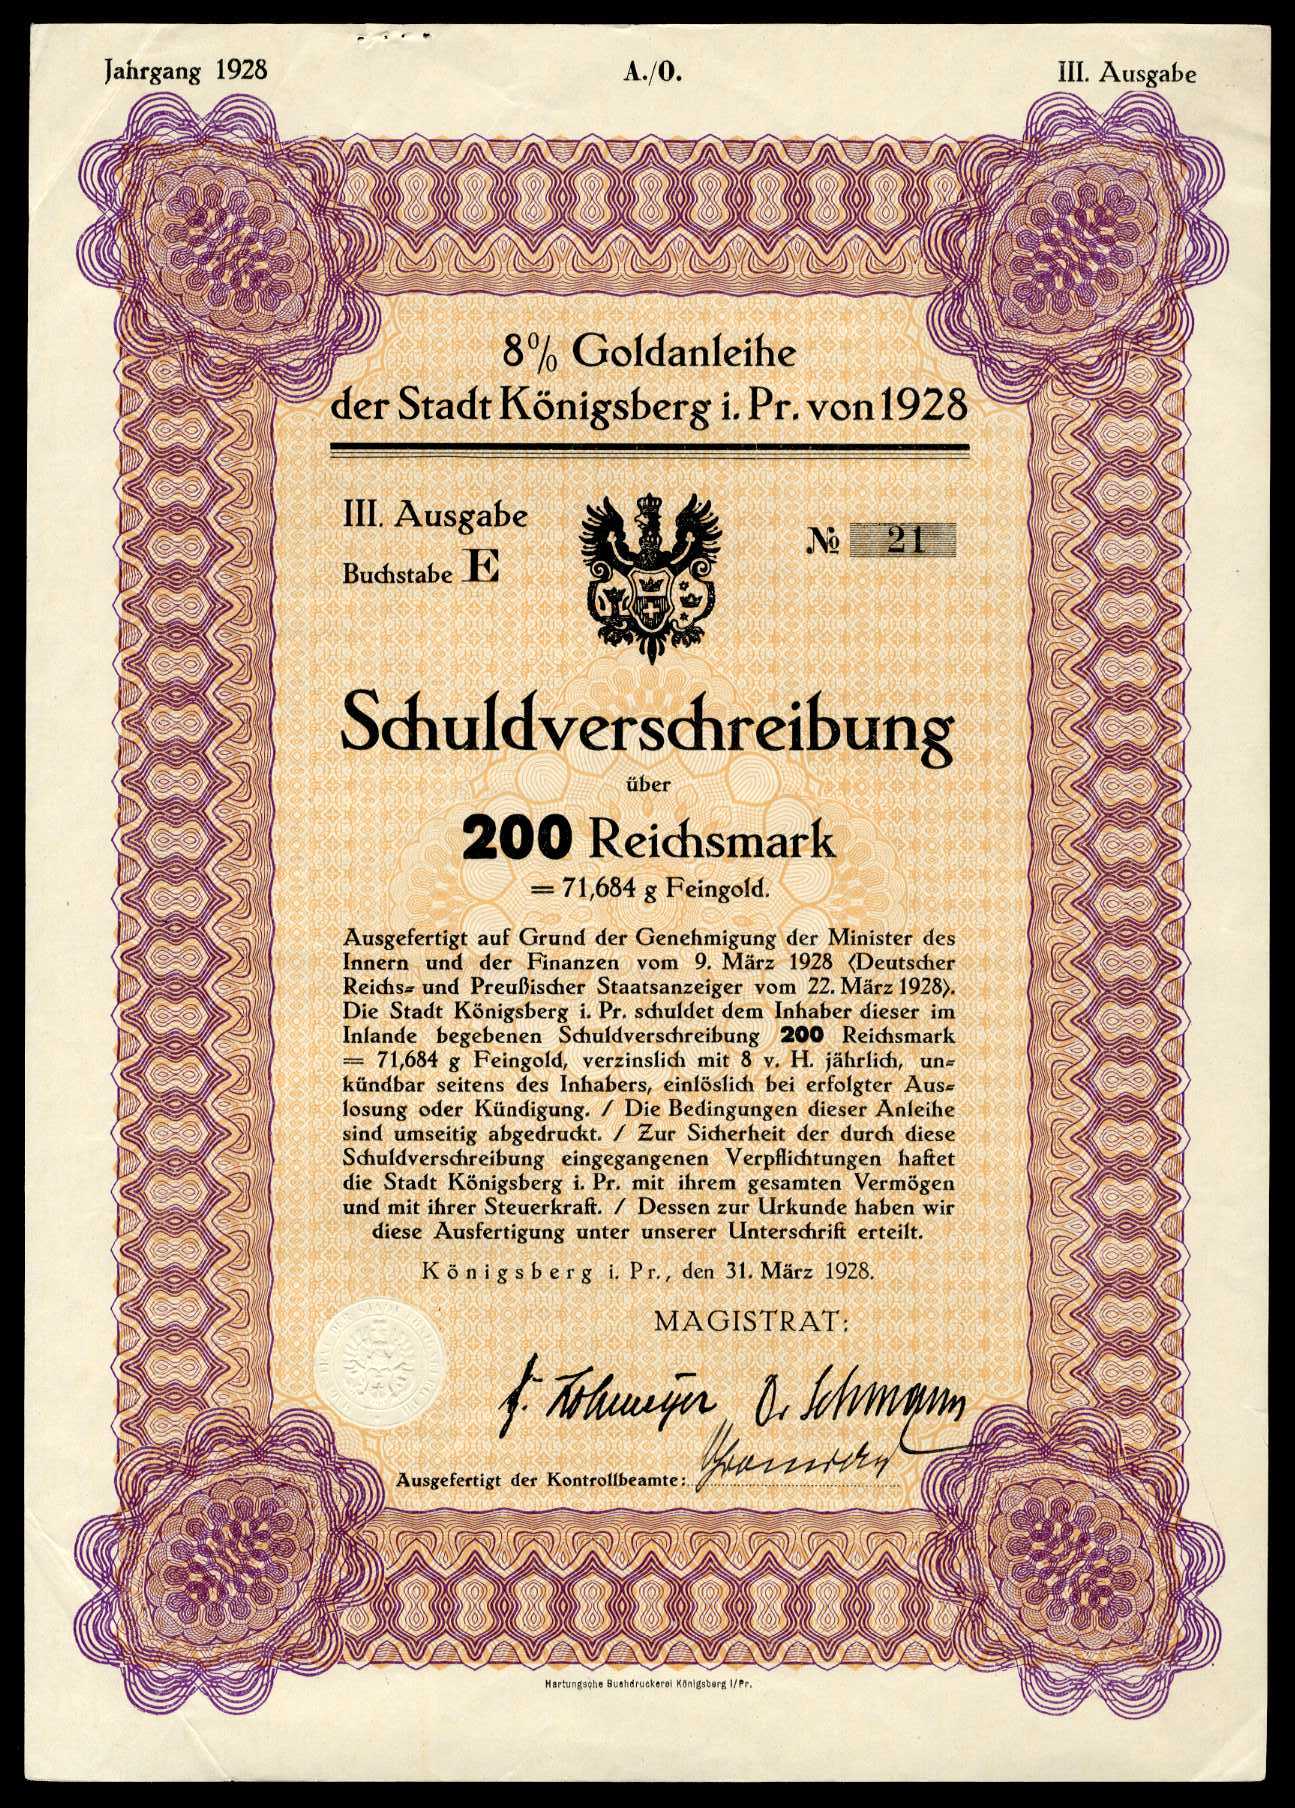 Jahrgang 1928
A./O.
III. Ausgabe
8% Goldanleihe
der Stadt Königsberg i. Pr. von 1928
III. Ausgabe
Buchstabe E
№ 21
Schuldverschreibung
über
200 Reichsmark
= 71,684 g Feingold.
Ausgefertigt auf Grund der Genehmigung der Minister des
Innern und der Finanzen vom 9. März 1928 (Deutscher
Reichs- und Preußischer Staatsanzeiger vom 22. März 1928).
Die Stadt Königsberg i. Pr. schuldet dem Inhaber dieser im
Inlande begebenen Schuldverschreibung 200 Reichsmark
= 71,684 g Feingold, verzinslich mit 8 v. H. jährlich, un-
kündbar seitens des Inhabers, einlöslich bei erfolgter Aus-
losung oder Kündigung. / Die Bedingungen dieser Anleihe
sind umseitig abgedruckt. / Zur Sicherheit der durch diese
Schuldverschreibung eingegangenen Verpflichtungen haftet
die Stadt Königsberg i. Pr. mit ihrem gesamten Vermögen
und mit ihrer Steuerkraft. / Dessen zur Urkunde haben wir
diese Ausfertigung unter unserer Unterschrift erteilt.
Königsberg i. Pr., den 31. März 1928.
MAGISTRAT:
Lohmeyer Dr Lehmann
Ausgefertigt der Kontrollbeamte:
Hartungsche Buchdruckerei Königsberg i/Pr.